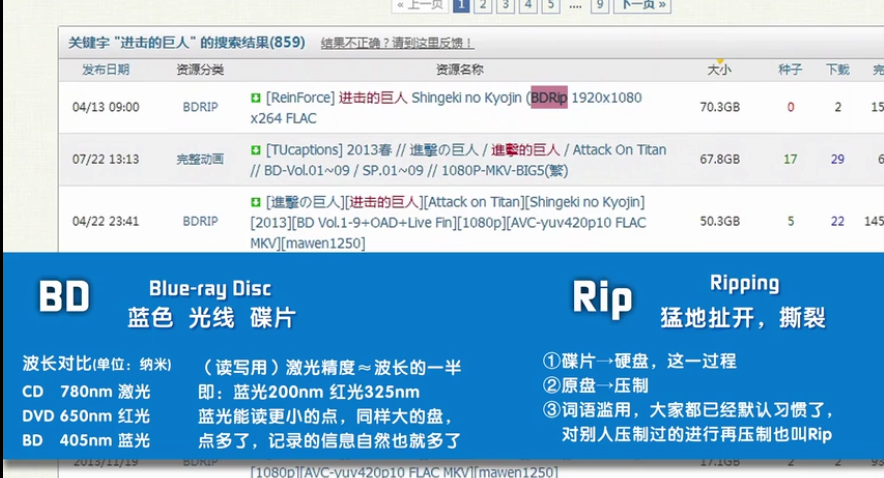 « 上一页 1 2 3 4 5 .... 9 下一页 »
关键字 "进击的巨人" 的搜索结果(859) 结果不正确？请到这里反馈！
发布日期 资源分类 资源名称 大小 种子 下载 完
04/13 09:00 BDRIP [ReinForce] 进击的巨人 Shingeki no Kyojin (BDRip 1920x1080 70.3GB 0 2 15
x264 FLAC
07/22 13:13 完整动画 [TUcaptions] 2013春 // 進撃の巨人 / 進擊的巨人 / Attack On Titan 67.8GB 17 29 6
// BD-Vol.01~09 / SP.01~09 // 1080P-MKV-BIG5(繁)
04/22 23:41 BDRIP [進撃の巨人][进击的巨人][Attack on Titan][Shingeki no Kyojin] 50.3GB 5 22 145
[2013][BD Vol.1-9+OAD+Live Fin][1080p][AVC-yuv420p10 FLAC
MKV][mawen1250]
BD Blue-ray Disc
蓝色 光线 碟片
波长对比(单位：纳米)
CD 780nm 激光
DVD 650nm 红光
BD 405nm 蓝光
（读写用）激光精度≈波长的一半
即：蓝光200nm 红光325nm
蓝光能读更小的点，同样大的盘，
点多了，记录的信息自然也就多了
Rip Ripping
猛地扯开，撕裂
①碟片→硬盘，这一过程
②原盘→压制
③词语滥用，大家都已经默认习惯了，
对别人压制过的进行再压制也叫Rip
2013/11/19 BDRIP 17.1GB 2 2
[1080p][AVC-yuv420p10 FLAC MKV][mawen1250]